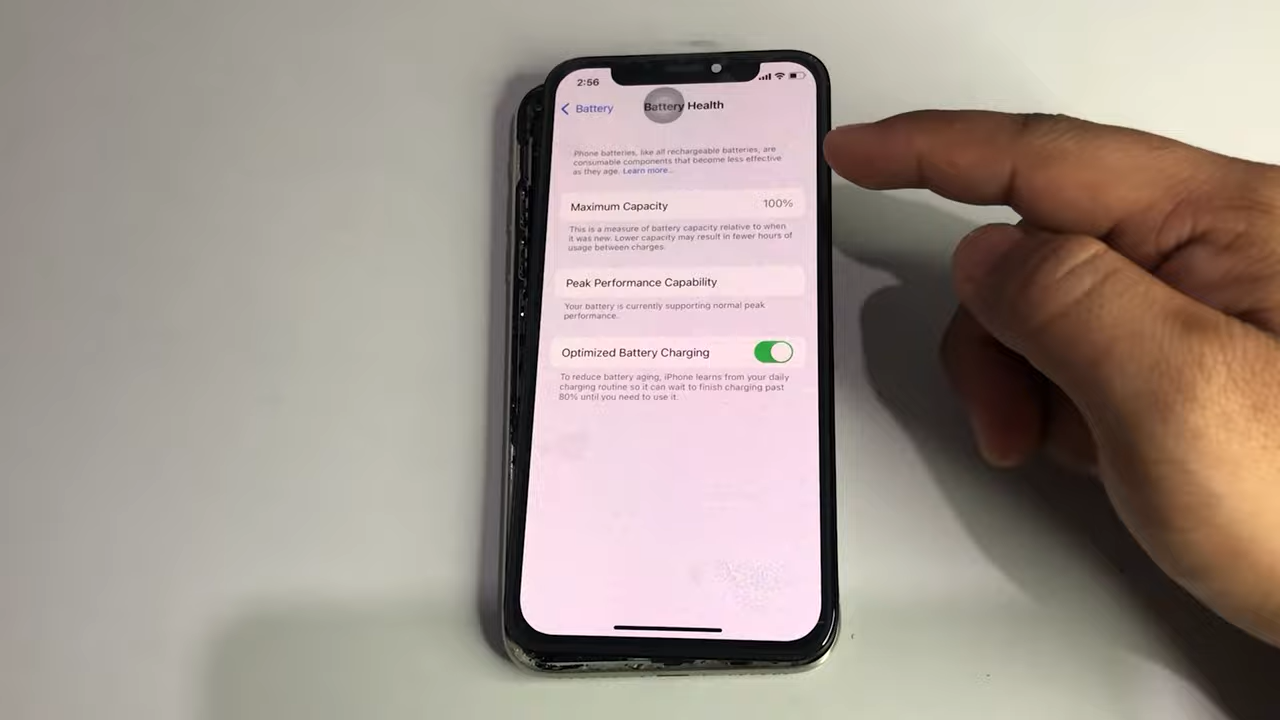 2:56
Battery
Battery Health
Phone batteries, like all rechargeable batteries, are
consumable components that become less effective
as they age. Learn more...
Maximum Capacity 100%
This is a measure of battery capacity relative to when
it was new. Lower capacity may result in fewer hours of
usage between charges.
Peak Performance Capability
Your battery is currently supporting normal peak
performance.
Optimized Battery Charging
To reduce battery aging, iPhone learns from your daily
charging routine so it can wait to finish charging past
80% until you need to use it.